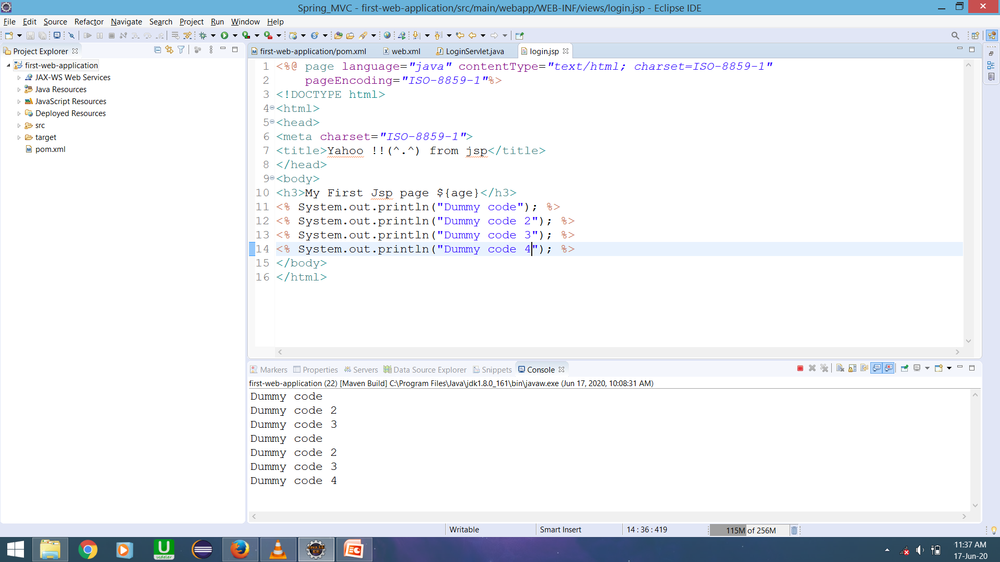 Spring_MVC - first-web-application/src/main/webapp/WEB-INF/views/login.jsp - Eclipse IDE
File Edit Source Refactor Navigate Search Project Run Window Help
Project Explorer
first-web-application
JAX-WS Web Services
Java Resources
JavaScript Resources
Deployed Resources
src
target
pom.xml
first-web-application/pom.xml web.xml LoginServlet.java login.jsp
1 <%@ page language="java" contentType="text/html; charset=ISO-8859-1"
2     pageEncoding="ISO-8859-1"%>
3 <!DOCTYPE html>
4 <html>
5 <head>
6 <meta charset="ISO-8859-1">
7 <title>Yahoo !!(^.^) from jsp</title>
8 </head>
9 <body>
10 <h3>My First Jsp page ${age}</h3>
11 <% System.out.println("Dummy code"); %>
12 <% System.out.println("Dummy code 2"); %>
13 <% System.out.println("Dummy code 3"); %>
14 <% System.out.println("Dummy code 4"); %>
15 </body>
16 </html>
Markers Properties Servers Data Source Explorer Snippets Console
first-web-application (22) [Maven Build] C:\Program Files\Java\jdk1.8.0_161\bin\javaw.exe (Jun 17, 2020, 10:08:31 AM)
Dummy code
Dummy code 2
Dummy code 3
Dummy code
Dummy code 2
Dummy code 3
Dummy code 4
Writable Smart Insert 14 : 36 : 419 115M of 256M
U
udeler
Java EE
IDE
11:37 AM
17-Jun-20